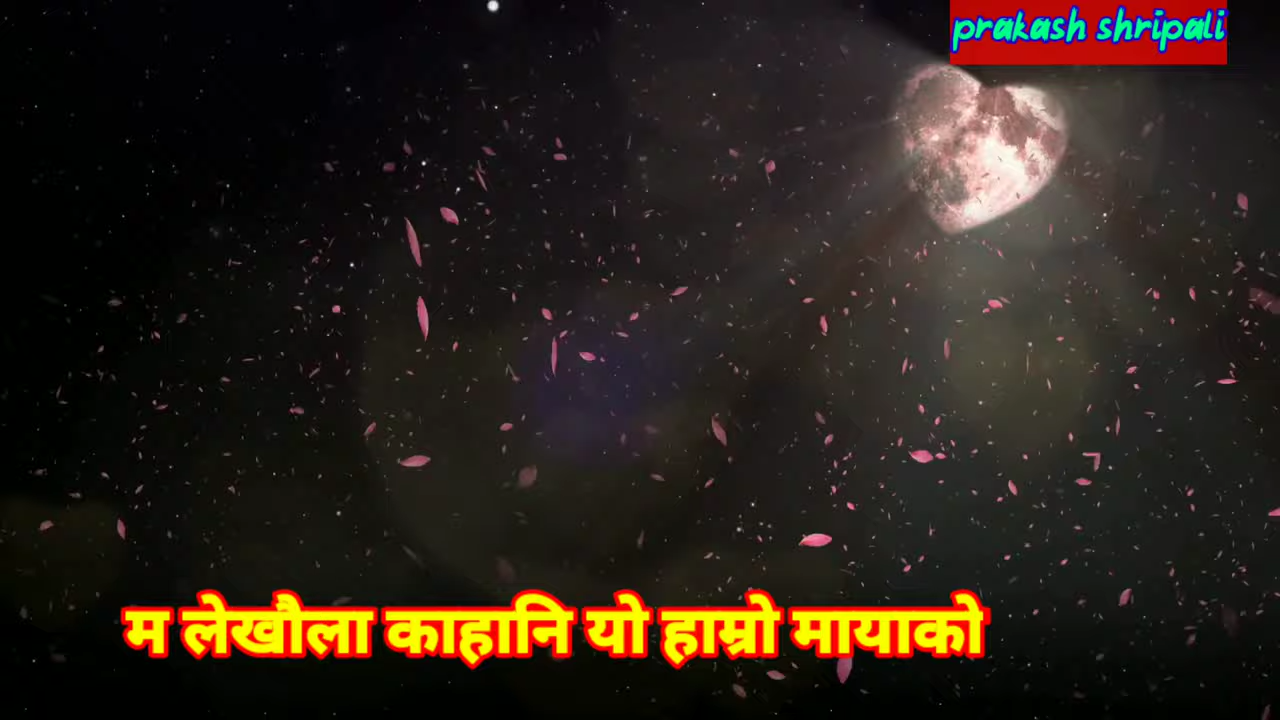 prakash shripali
म लेखौला काहानि यो हाम्रो मायाको